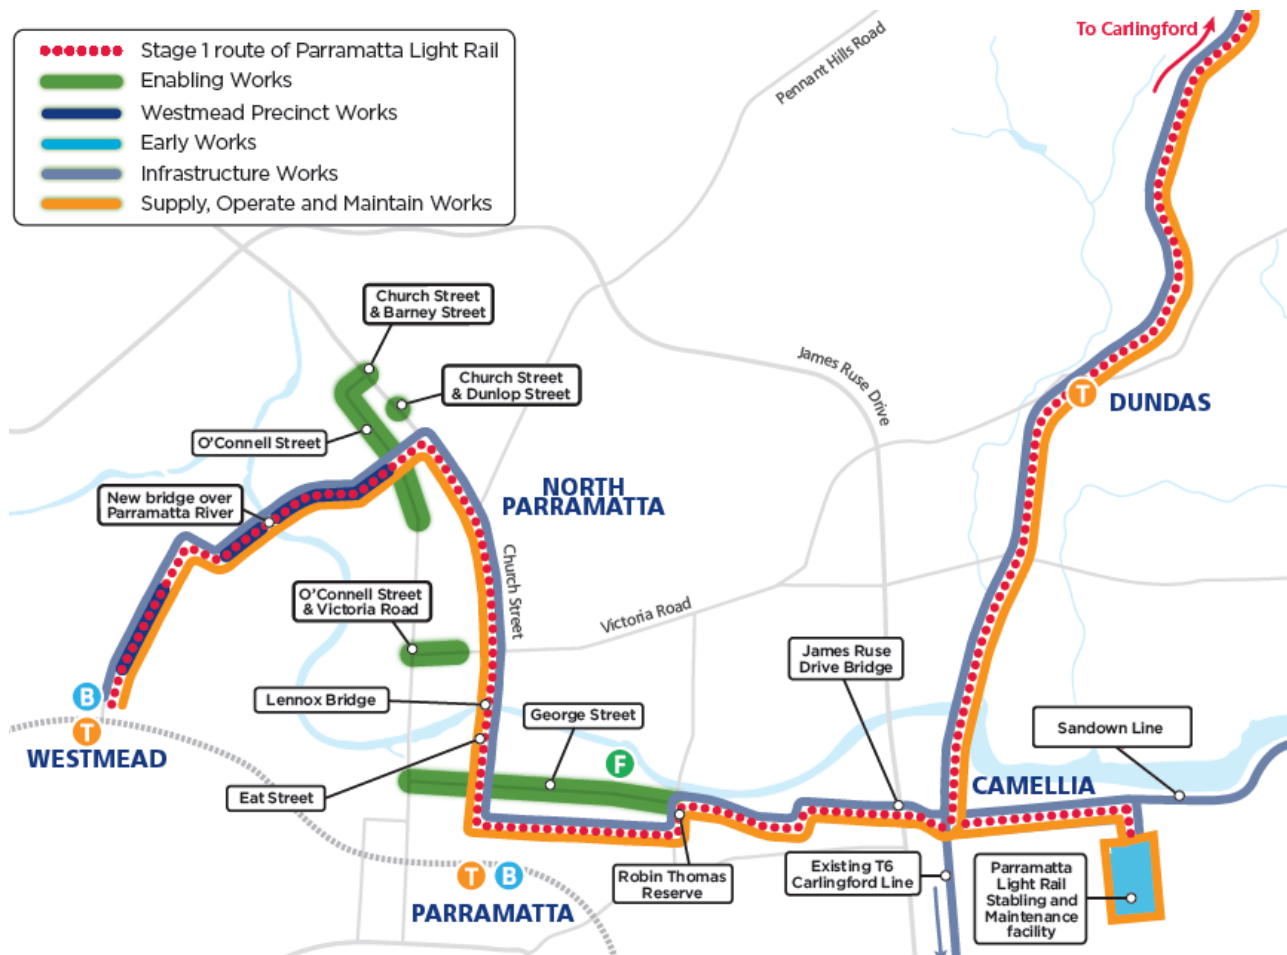 To Carlingford
Stage 1 route of Parramatta Light Rail
Enabling Works
Westmead Precinct Works
Early Works
Infrastructure Works
Supply, Operate and Maintain Works
Pennant Hills Road
Church Street
& Barney Street
Church Street
& Dunlop Street
James Ruse Drive
DUNDAS
T
O'Connell Street
New bridge over
Parramatta River
NORTH
PARRAMATTA
Church Street
O'Connell Street
& Victoria Road
Victoria Road
James Ruse
Drive Bridge
B
T
WESTMEAD
Lennox Bridge
George Street
Sandown Line
F
Eat Street
CAMELLIA
T
B
PARRAMATTA
Robin Thomas
Reserve
Existing T6
Carlingford Line
Parramatta
Light Rail
Stabling and
Maintenance
facility